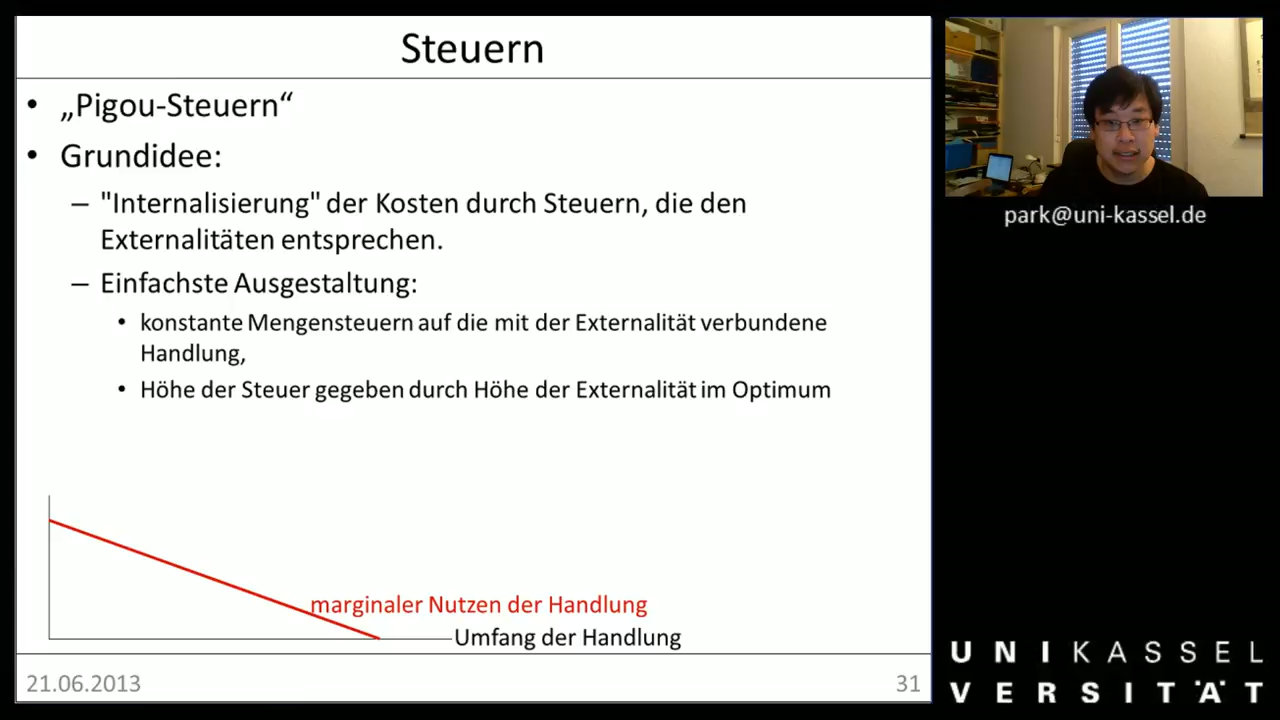 Steuern
• „Pigou-Steuern“
• Grundidee:
– "Internalisierung" der Kosten durch Steuern, die den
Externalitäten entsprechen.
– Einfachste Ausgestaltung:
• konstante Mengensteuern auf die mit der Externalität verbundene
Handlung,
• Höhe der Steuer gegeben durch Höhe der Externalität im Optimum
marginaler Nutzen der Handlung
Umfang der Handlung
21.06.2013
31
park@uni-kassel.de
UNIKASSEL
VERSITÄT